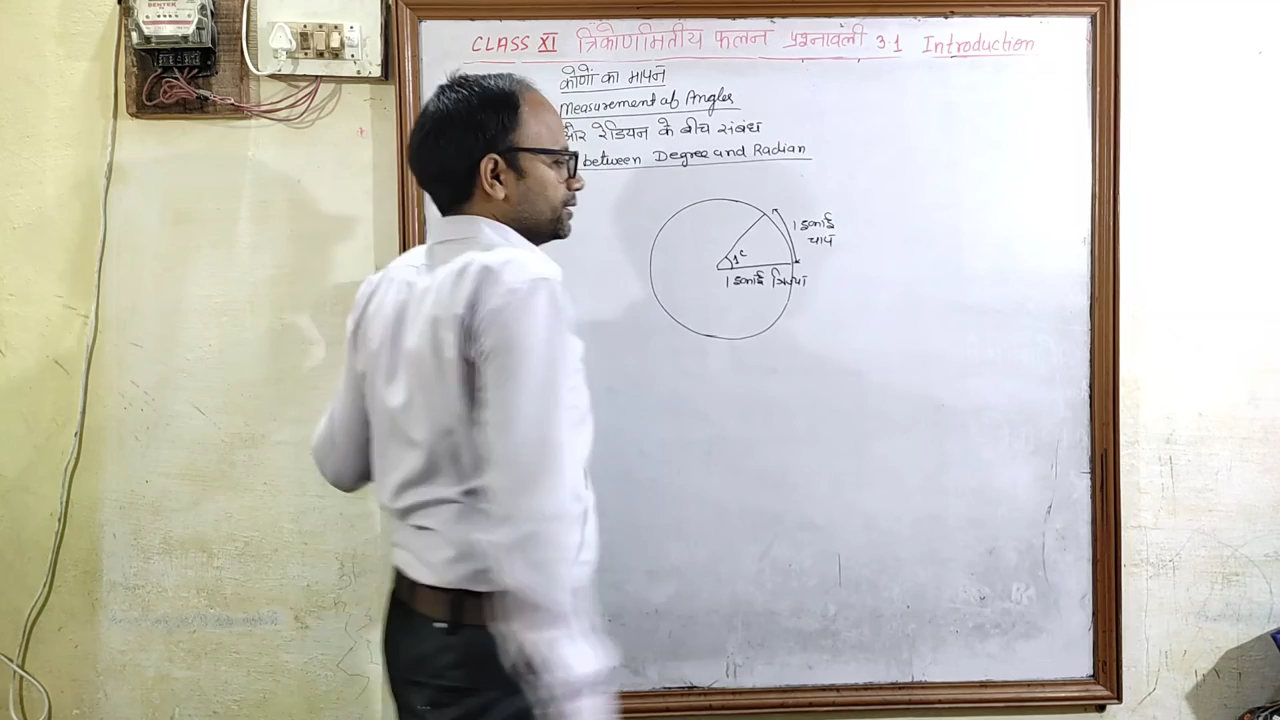 BENTEX
CLASS XI त्रिकोणमितीय फलन प्रश्नावली 3.1 Introduction
कोणों का मापन
Measurement of Angles
और रेडियन के बीच संबंध
between Degree and Radian
1 इकाई
चाप
1c
1 इकाई त्रिज्या